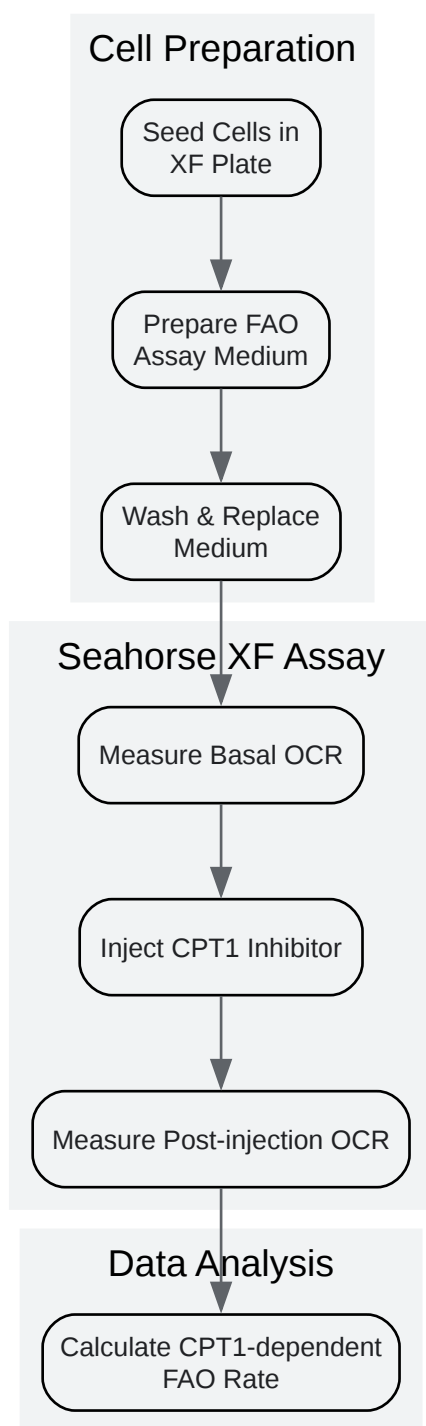 Cell Preparation
Seed Cells in
XF Plate
Prepare FAO
Assay Medium
Wash & Replace
Medium
Seahorse XF Assay
Measure Basal OCR
Inject CPT1 Inhibitor
Measure Post-injection OCR
Data Analysis
Calculate CPT1-dependent
FAO Rate